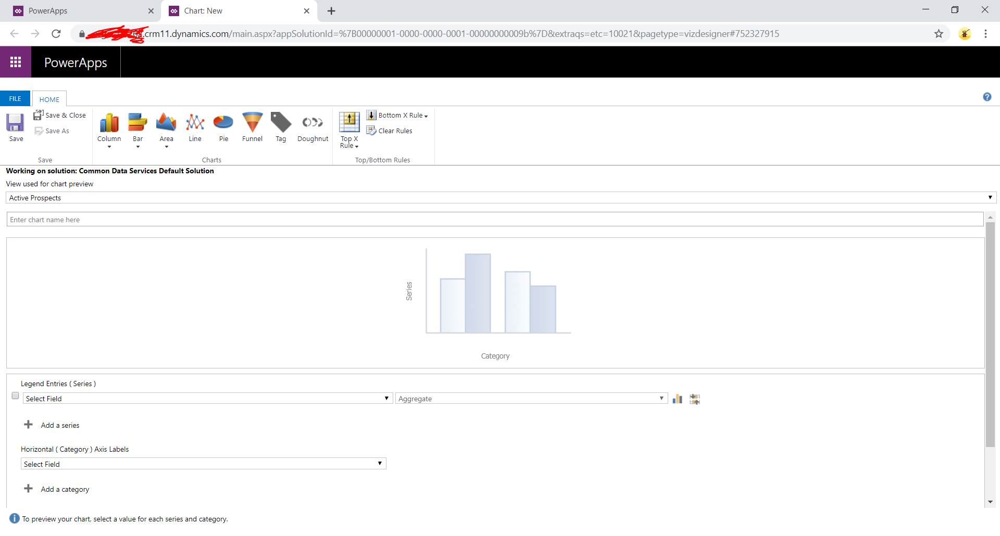 PowerApps
Chart: New
.crm11.dynamics.com/main.aspx?appSolutionId=%7B00000001-0000-0000-0001-00000000009b%7D&extraqs=etc=10021&pagetype=vizdesigner#752327915
PowerApps
FILE
HOME
Save
Save & Close
Save As
Save
Column
Bar
Area
Line
Pie
Funnel
Tag
Doughnut
Charts
Top X
Rule
Bottom X Rule
Clear Rules
Top/Bottom Rules
Working on solution: Common Data Services Default Solution
View used for chart preview
Active Prospects
Enter chart name here
Series
Category
Legend Entries ( Series )
Select Field
Aggregate
Add a series
Horizontal ( Category ) Axis Labels
Select Field
Add a category
To preview your chart, select a value for each series and category.